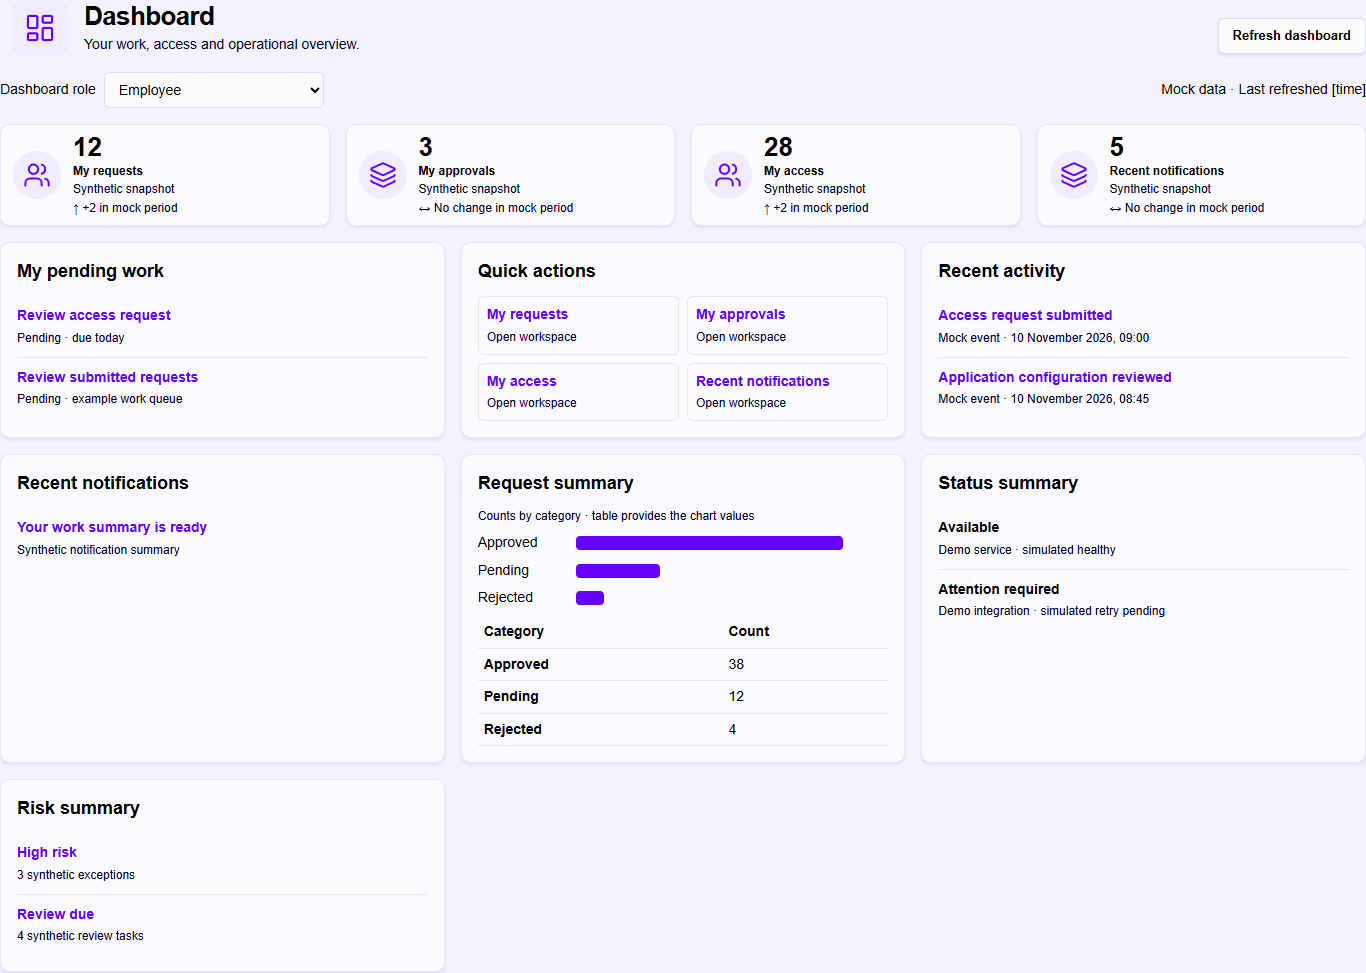 Dashboard
Your work, access and operational overview.
Refresh dashboard
Dashboard role
Employee
Mock data · Last refreshed [time]
12
My requests
Synthetic snapshot
↑ +2 in mock period
3
My approvals
Synthetic snapshot
↔ No change in mock period
28
My access
Synthetic snapshot
↑ +2 in mock period
5
Recent notifications
Synthetic snapshot
↔ No change in mock period
My pending work
Review access request
Pending · due today
Review submitted requests
Pending · example work queue
Quick actions
My requests
Open workspace
My approvals
Open workspace
My access
Open workspace
Recent notifications
Open workspace
Recent activity
Access request submitted
Mock event · 10 November 2026, 09:00
Application configuration reviewed
Mock event · 10 November 2026, 08:45
Recent notifications
Your work summary is ready
Synthetic notification summary
Request summary
Counts by category · table provides the chart values
Approved
Pending
Rejected
Category Count
Approved 38
Pending 12
Rejected 4
Status summary
Available
Demo service · simulated healthy
Attention required
Demo integration · simulated retry pending
Risk summary
High risk
3 synthetic exceptions
Review due
4 synthetic review tasks